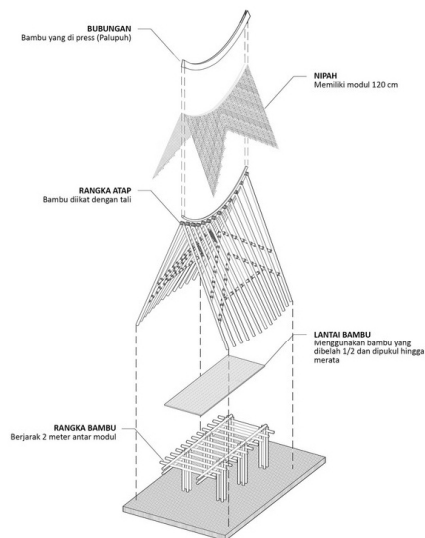 BUBUNGAN
Bambu yang di press (Palupuh)
NIPAH
Memiliki modul 120 cm
RANGKA ATAP
Bambu diikat dengan tali
LANTAI BAMBU
Menggunakan bambu yang
dibelah 1/2 dan dipukul hingga
merata
RANGKA BAMBU
Berjarak 2 meter antar modul